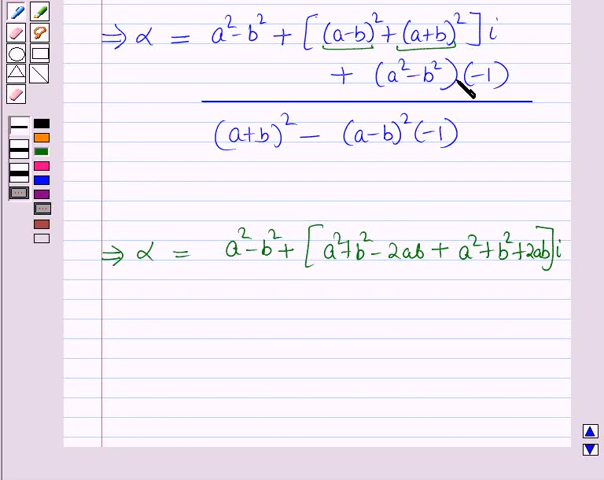 ⇒ α = a²-b² + [(a-b)² + (a+b)²] i
+ (a²-b²)(-1)
(a+b)² - (a-b)²(-1)
⇒ α = a²-b² + [a²+b²-2ab + a²+b²+2ab] i